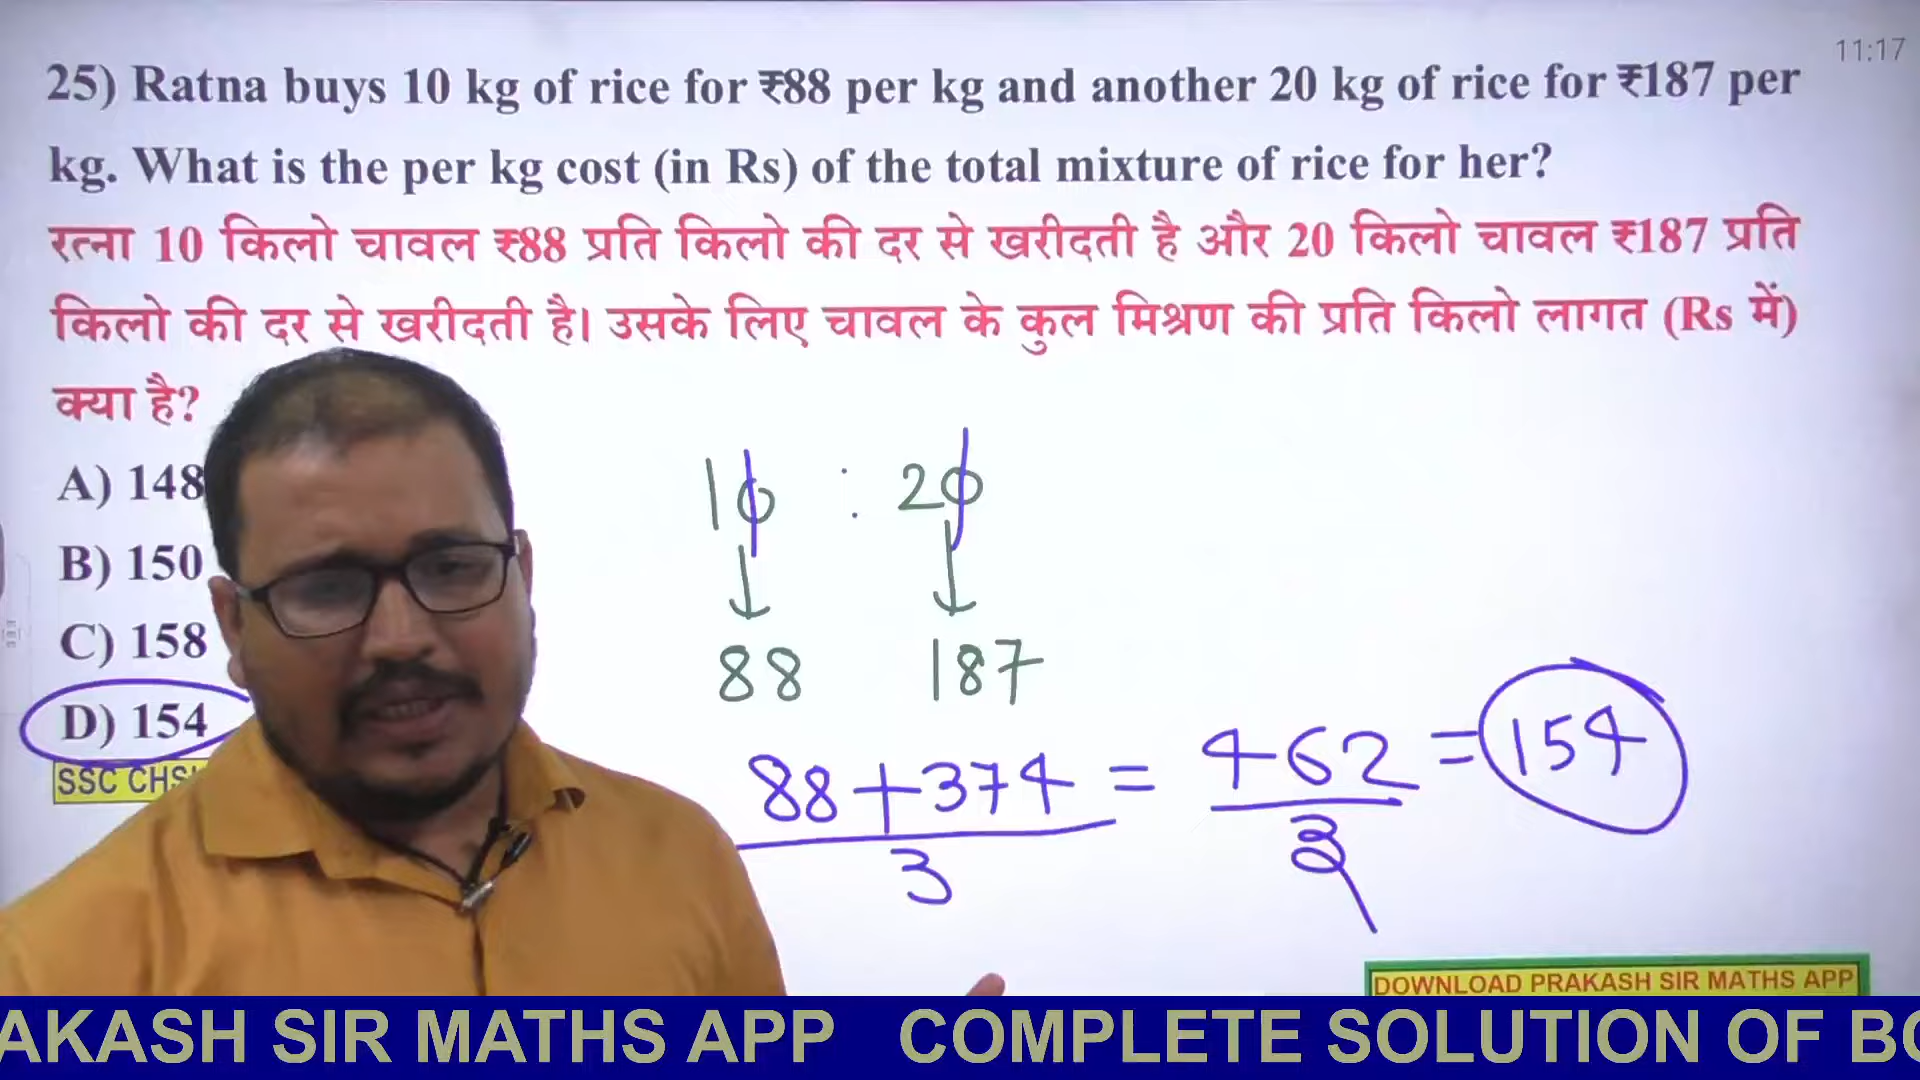 11:17
25) Ratna buys 10 kg of rice for ₹88 per kg and another 20 kg of rice for ₹187 per
kg. What is the per kg cost (in Rs) of the total mixture of rice for her?
रत्ना 10 किलो चावल ₹88 प्रति किलो की दर से खरीदती है और 20 किलो चावल ₹187 प्रति
किलो की दर से खरीदती है। उसके लिए चावल के कुल मिश्रण की प्रति किलो लागत (Rs में)
क्या है?
A) 148
B) 150
C) 158
D) 154
SSC CHS
10 : 20
88 187
88+374 = 462 = 154
3 3
DOWNLOAD PRAKASH SIR MATHS APP
AKASH SIR MATHS APP COMPLETE SOLUTION OF